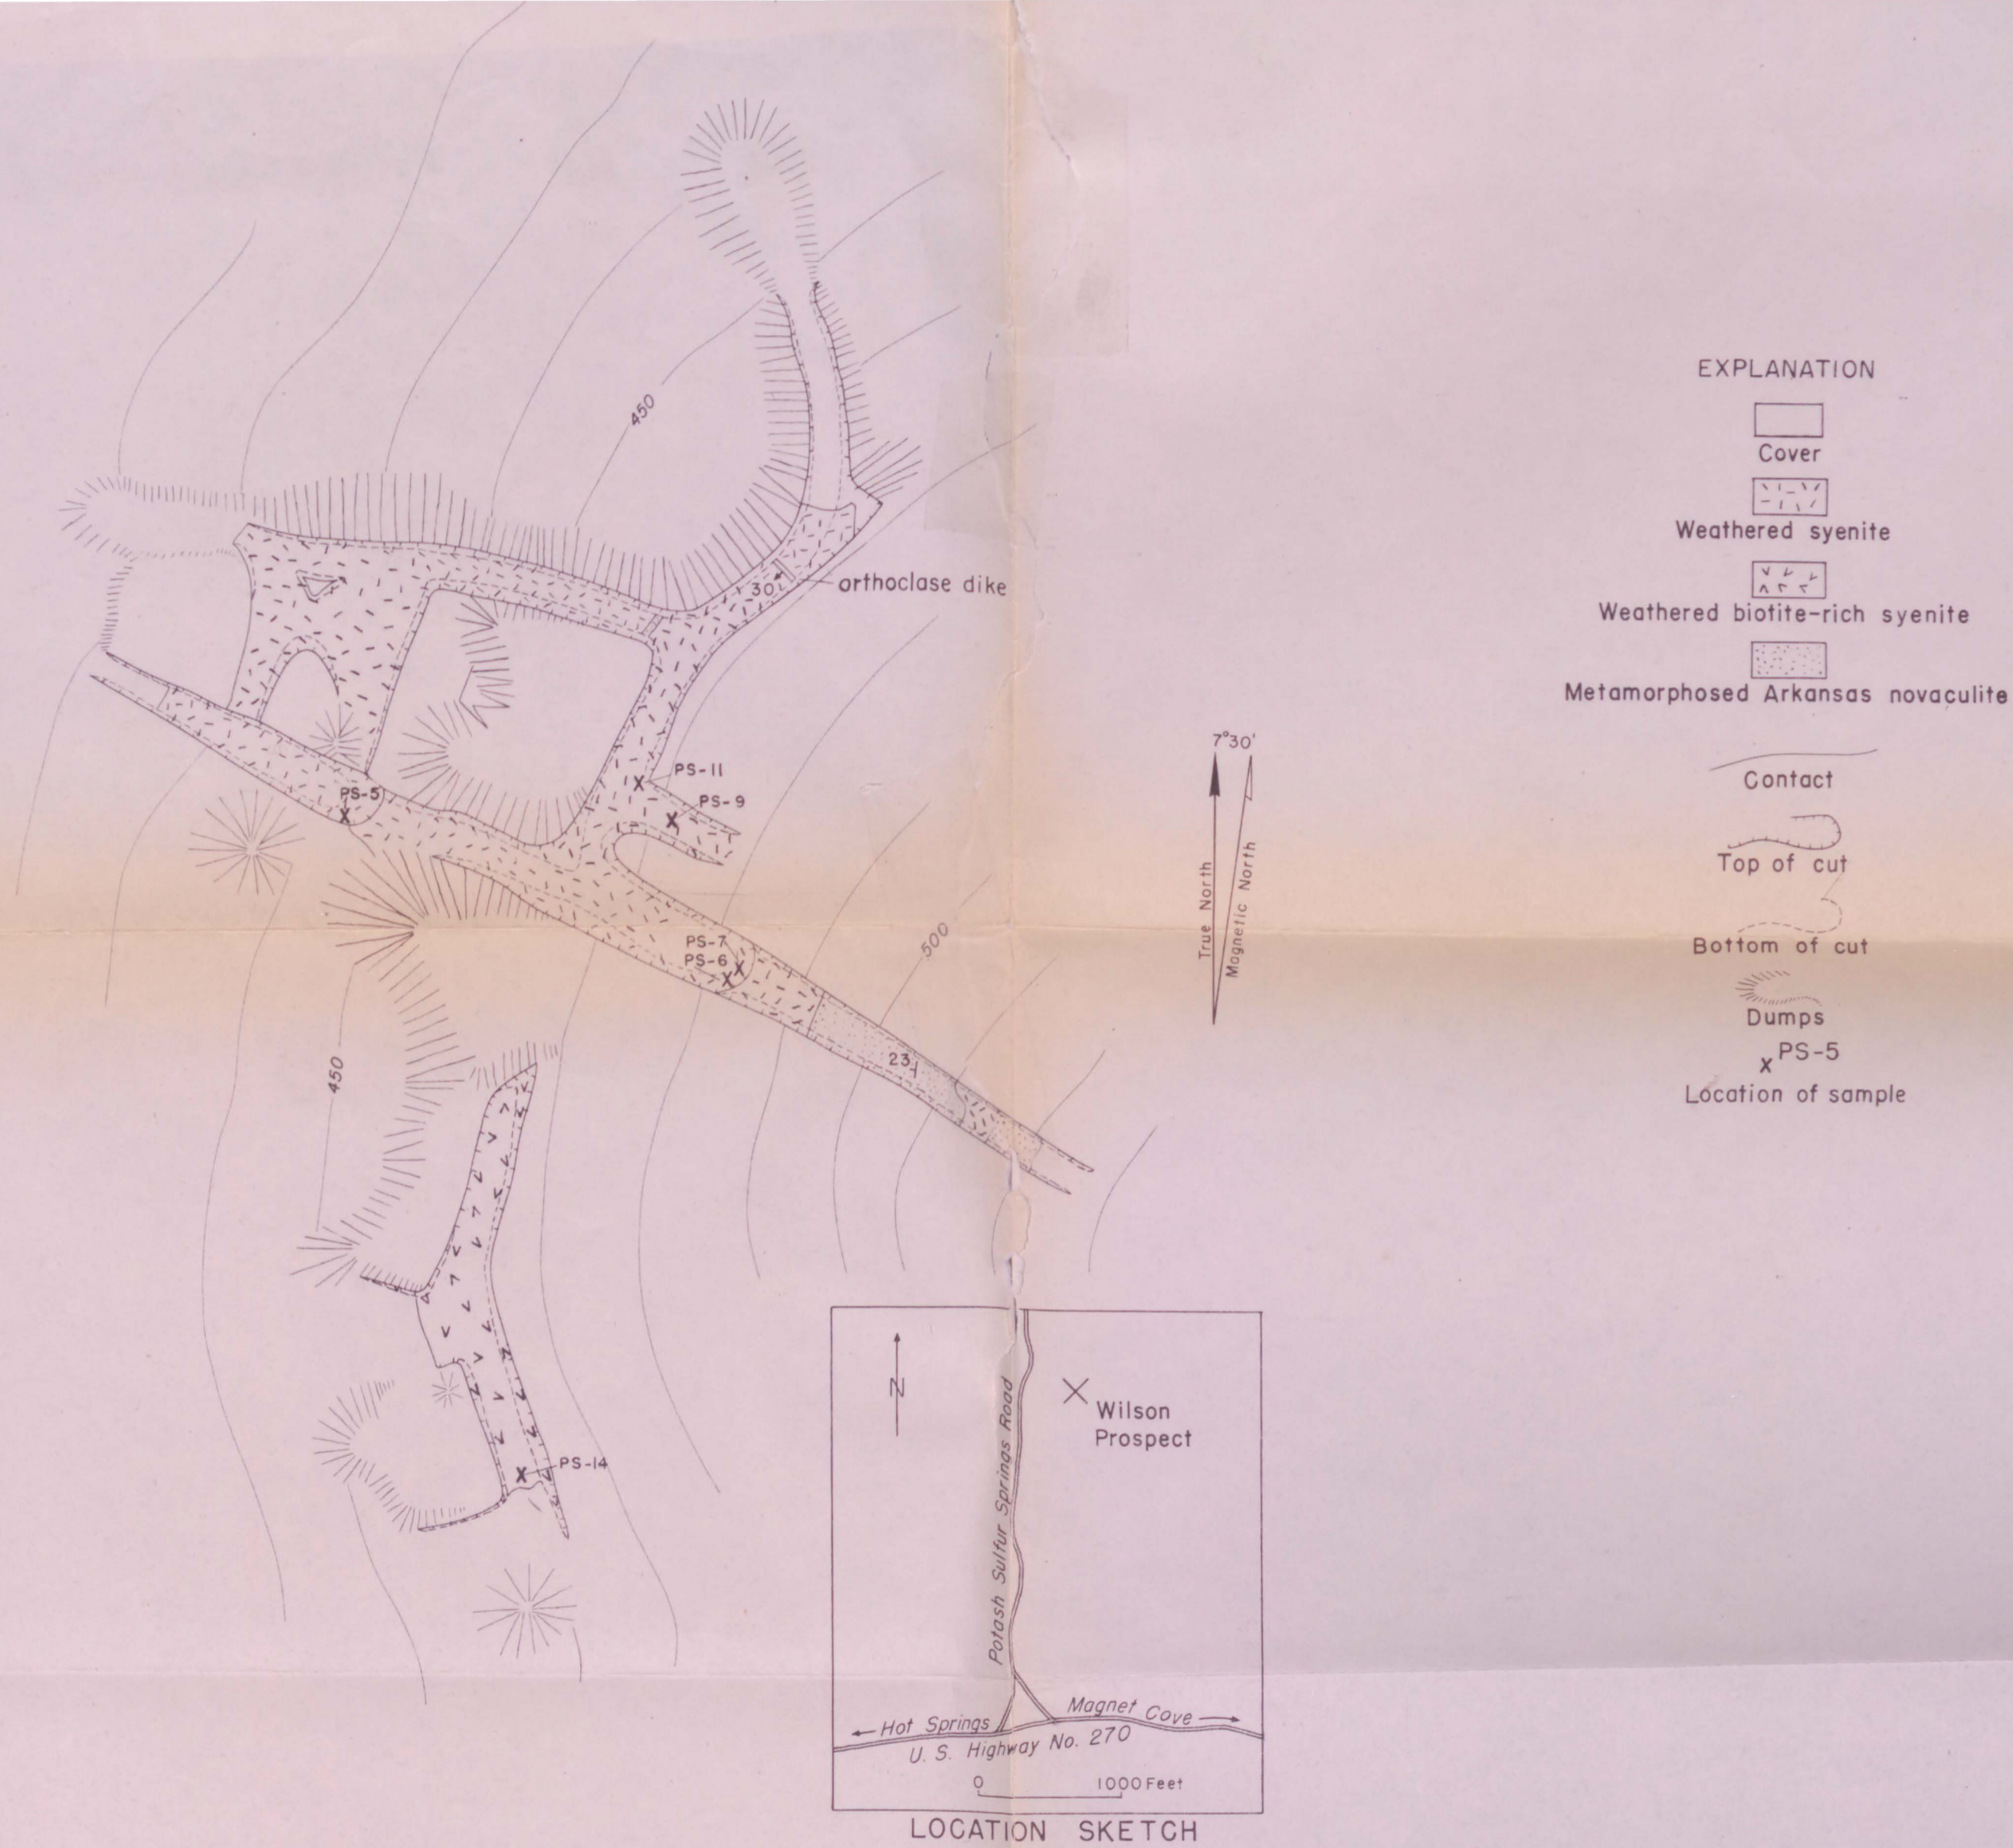 450
30
orthoclase dike
PS-11
PS-9
PS-5
PS-7
PS-6
500
23
450
PS-14
7°30'
True North
Magnetic North
EXPLANATION
Cover
Weathered syenite
Weathered biotite-rich syenite
Metamorphosed Arkansas novaculite
Contact
Top of cut
Bottom of cut
Dumps
x PS-5
Location of sample
N
Wilson
Prospect
Potash Sulfur Springs Road
Hot Springs
Magnet Cove
U. S. Highway No. 270
0 1000 Feet
LOCATION SKETCH